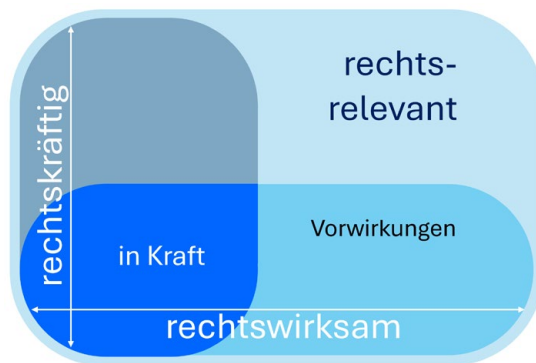 rechts-
relevant
rechtskräftig
Vorwirkungen
in Kraft
rechtswirksam